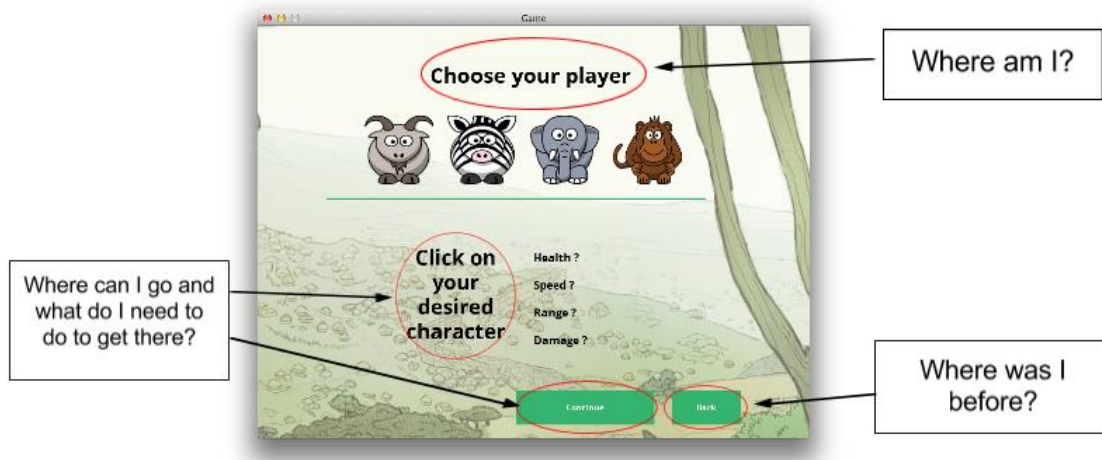 Game
Choose your player
Where am I?
Click on
your
desired
character
Health ?
Speed ?
Range ?
Damage ?
Where can I go and
what do I need to
do to get there?
Continue
Back
Where was I
before?